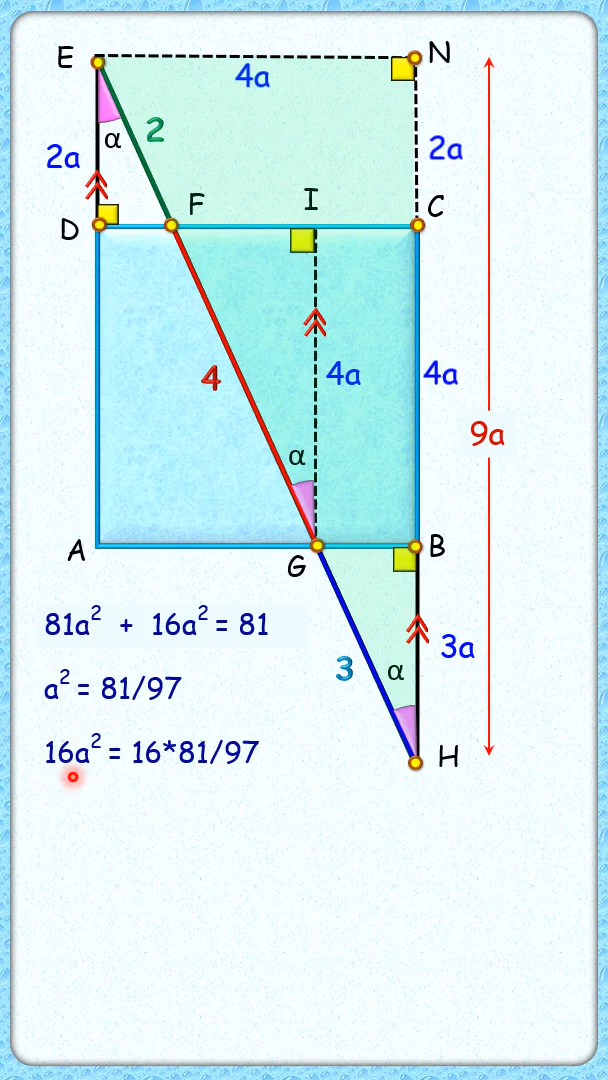 E
N
4a
α
2
2a
2a
F
I
C
D
4
4a
4a
9a
α
A
G
B
81a² + 16a² = 81
3
α
3a
a² = 81/97
16a² = 16*81/97
H